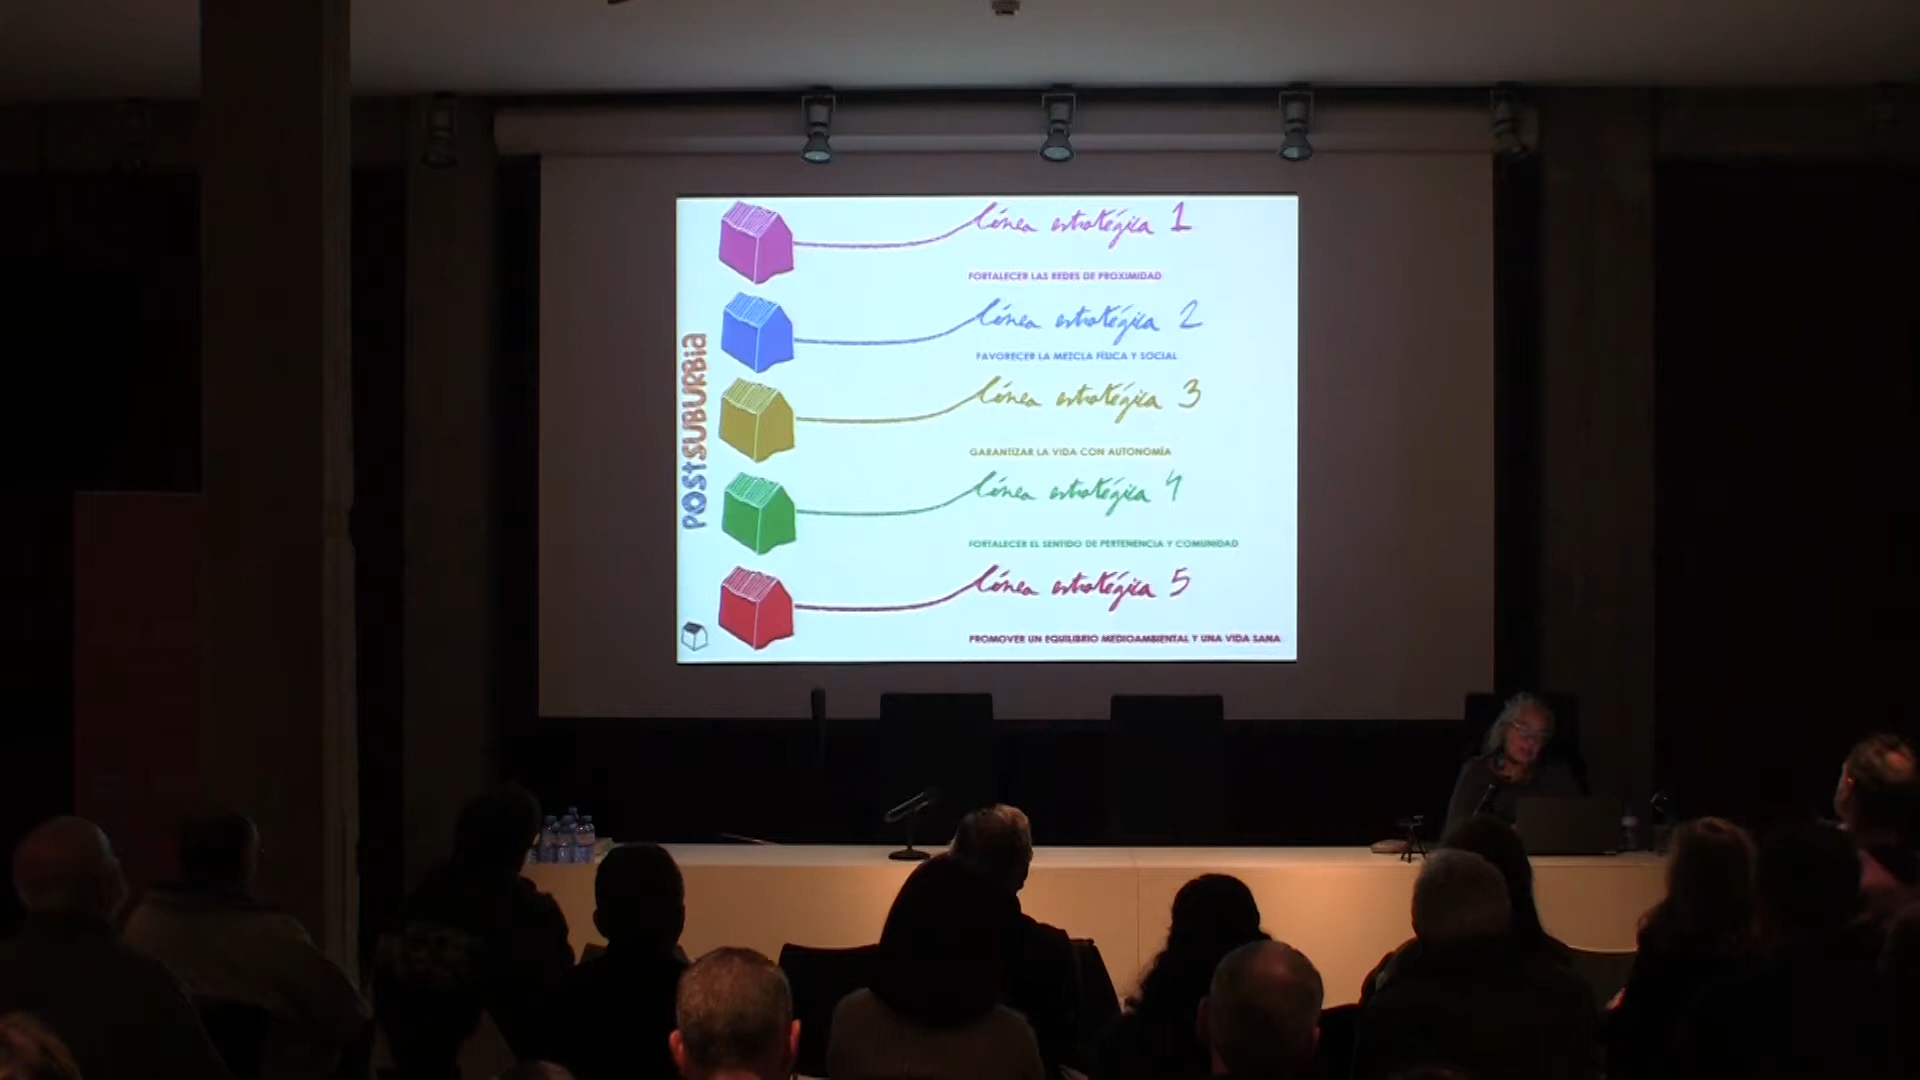 POSTSUBURBIA
línea estratégica 1
FORTALECER LAS REDES DE PROXIMIDAD
línea estratégica 2
FAVORECER LA MEZCLA FÍSICA Y SOCIAL
línea estratégica 3
GARANTIZAR LA VIDA CON AUTONOMÍA
línea estratégica 4
FORTALECER EL SENTIDO DE PERTENENCIA Y COMUNIDAD
línea estratégica 5
PROMOVER UN EQUILIBRIO MEDIOAMBIENTAL Y UNA VIDA SANA